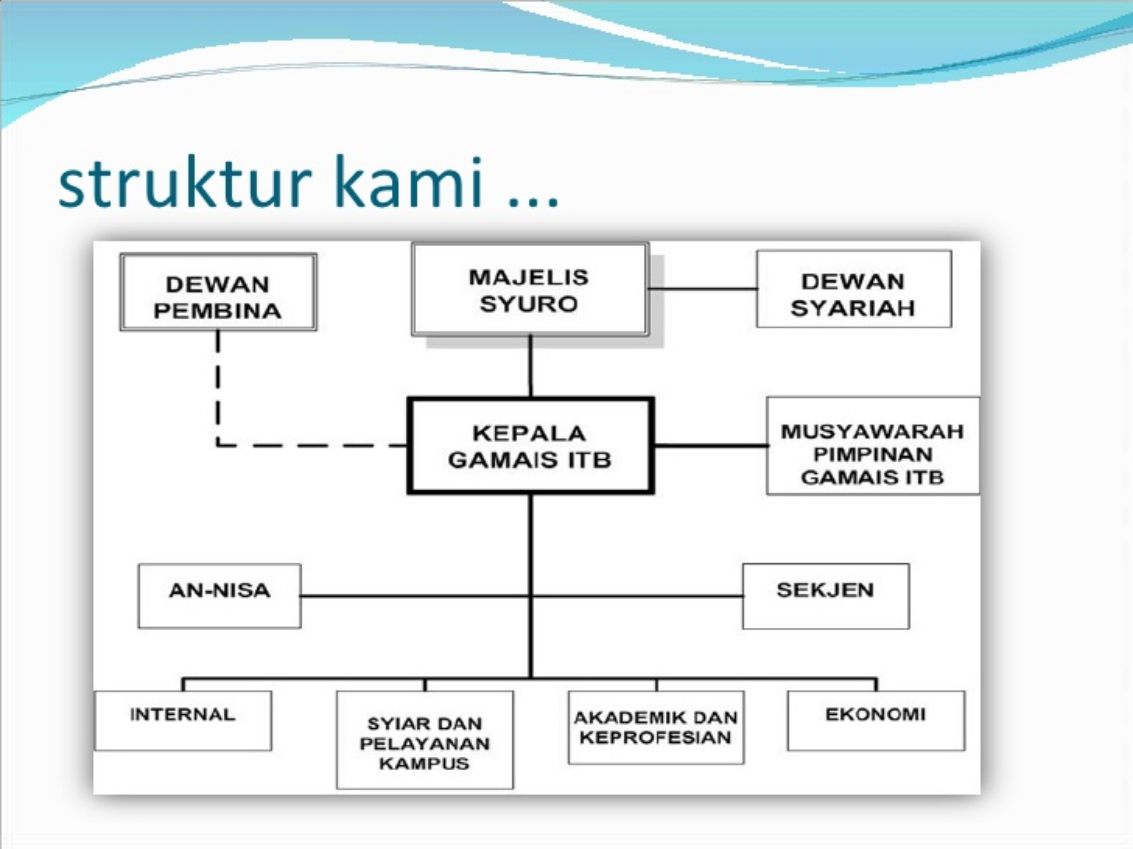 struktur kami ...
DEWAN
PEMBINA
MAJELIS
SYURO
DEWAN
SYARIAH
KEPALA
GAMAIS ITB
MUSYAWARAH
PIMPINAN
GAMAIS ITB
AN-NISA
SEKJEN
INTERNAL
SYIAR DAN
PELAYANAN
KAMPUS
AKADEMIK DAN
KEPROFESIAN
EKONOMI